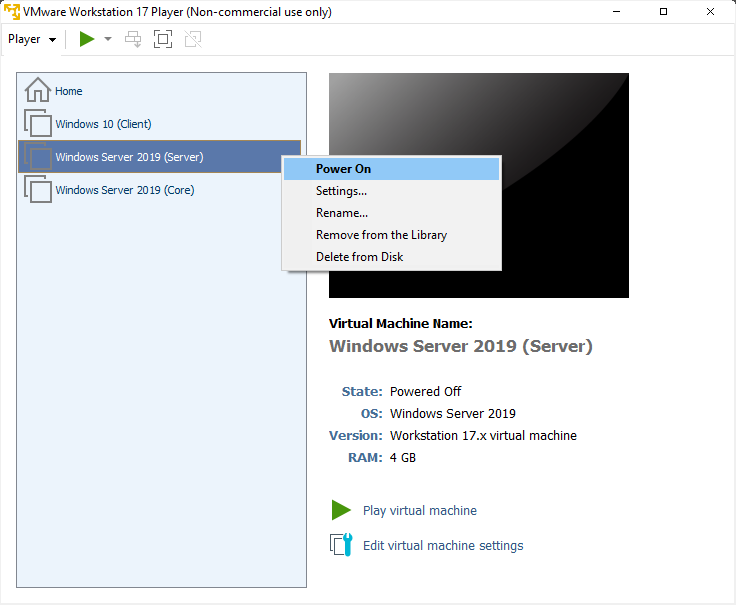 VMware Workstation 17 Player (Non-commercial use only)
Player
Home
Windows 10 (Client)
Windows Server 2019 (Server)
Windows Server 2019 (Core)
Power On
Settings...
Rename...
Remove from the Library
Delete from Disk
Virtual Machine Name:
Windows Server 2019 (Server)
State: Powered Off
OS: Windows Server 2019
Version: Workstation 17.x virtual machine
RAM: 4 GB
Play virtual machine
Edit virtual machine settings